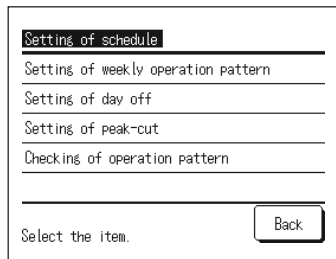 Setting of schedule
Setting of weekly operation pattern
Setting of day off
Setting of peak-cut
Checking of operation pattern
Select the item.
Back